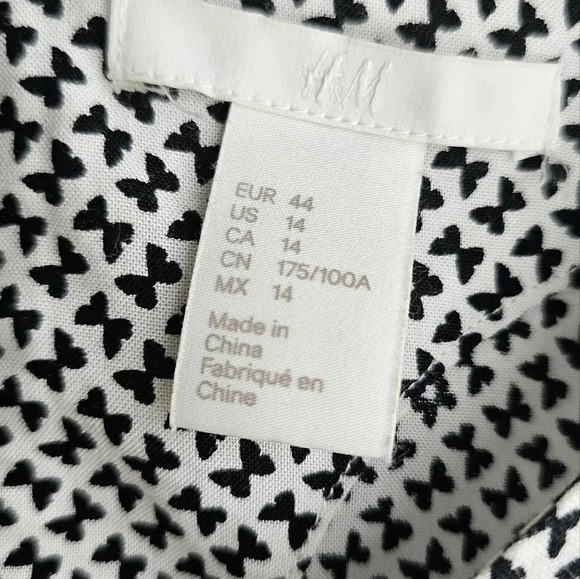 H&M
EUR 44
US 14
CA 14
CN 175/100A
MX 14
Made in
China
Fabriqué en
Chine